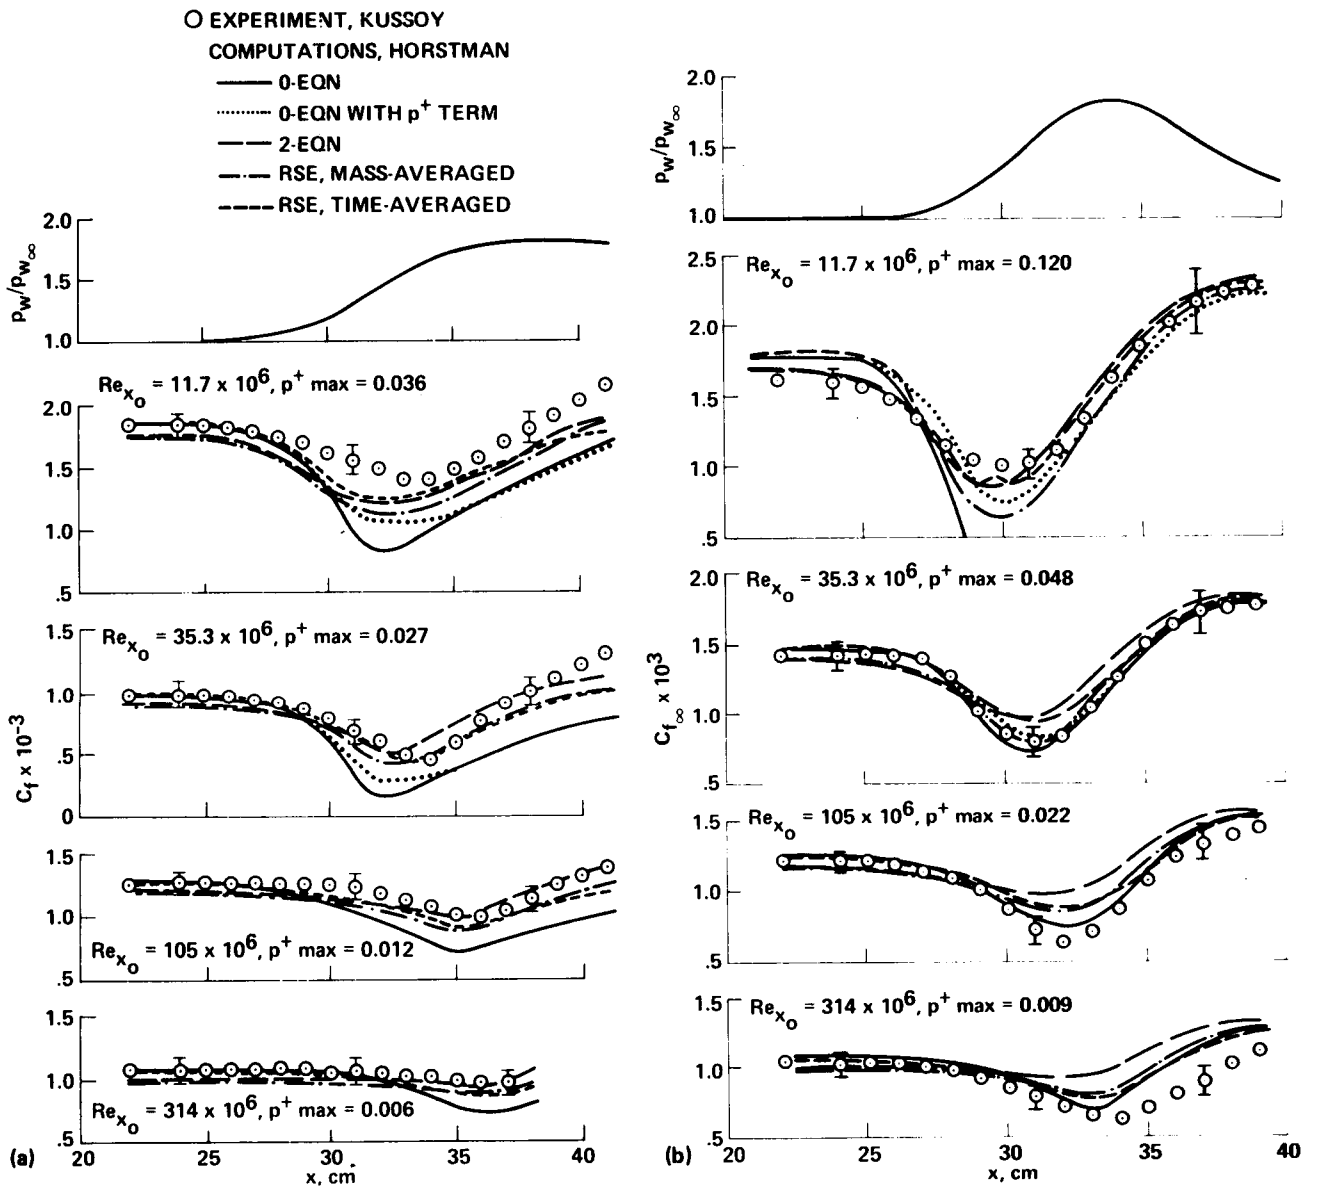 EXPERIMENT, KUSSOY
COMPUTATIONS, HORSTMAN
0-EQN
0-EQN WITH p+ TERM
2-EQN
RSE, MASS-AVERAGED
RSE, TIME-AVERAGED
2.0
1.5
1.0
pw/pw∞
Rexo = 11.7 x 10^6, p+ max = 0.036
2.0
1.5
1.0
.5
Rexo = 35.3 x 10^6, p+ max = 0.027
1.5
1.0
.5
0
Cf x 10^-3
1.5
1.0
.5
Rexo = 105 x 10^6, p+ max = 0.012
1.5
1.0
.5
Rexo = 314 x 10^6, p+ max = 0.006
(a)
20 25 30 35 40
x, cm
2.0
1.5
1.0
pw/pw∞
2.5
2.0
1.5
1.0
.5
Rexo = 11.7 x 10^6, p+ max = 0.120
2.0
1.5
1.0
.5
Rexo = 35.3 x 10^6, p+ max = 0.048
Cf∞ x 10^3
1.5
1.0
.5
Rexo = 105 x 10^6, p+ max = 0.022
1.5
1.0
.5
Rexo = 314 x 10^6, p+ max = 0.009
(b)
20 25 30 35 40
x, cm